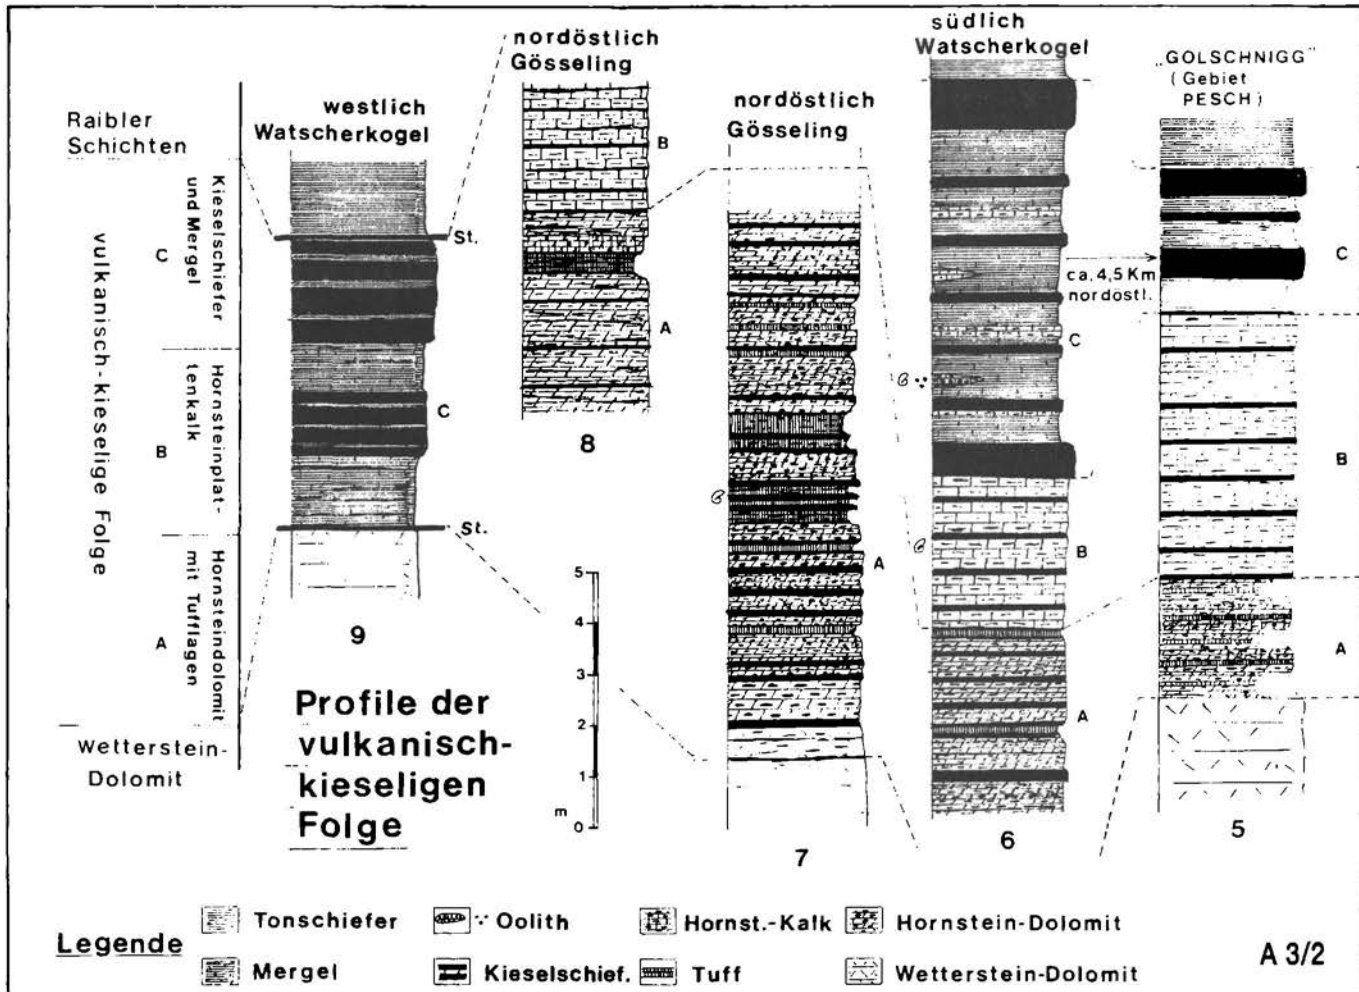 Raibler
Schichten
vulkanisch-kieselige Folge
C
Kieselschiefer
und Mergel
B
Hornsteinplat-
tenkalk
A
Hornsteindolomit
mit Tufflagen
Wetterstein-
Dolomit
westlich
Watscherkogel
St.
C
St.
9
nordöstlich
Gösseling
B
A
8
Profile der
vulkanisch-
kieseligen
Folge
5
4
3
2
1
m 0
nordöstlich
Gösseling
A
7
südlich
Watscherkogel
C
B
A
6
ca. 4,5 Km
nordöstl.
„GOLSCHNIGG"
(Gebiet
PESCH)
C
B
A
5
Legende
Tonschiefer
Oolith
Hornst.-Kalk
Hornstein-Dolomit
Mergel
Kieselschief.
Tuff
Wetterstein-Dolomit
A 3/2